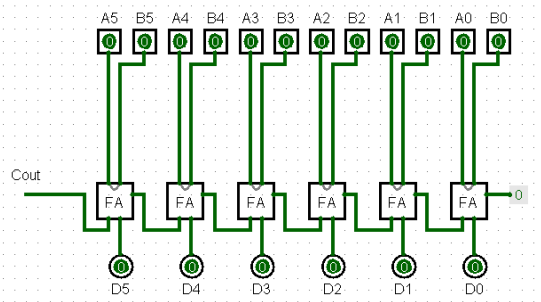 A5 B5 A4 B4 A3 B3 A2 B2 A1 B1 A0 B0
0 0 0 0 0 0 0 0 0 0 0 0
Cout
FA FA FA FA FA FA 0
0 0 0 0 0 0
D5 D4 D3 D2 D1 D0